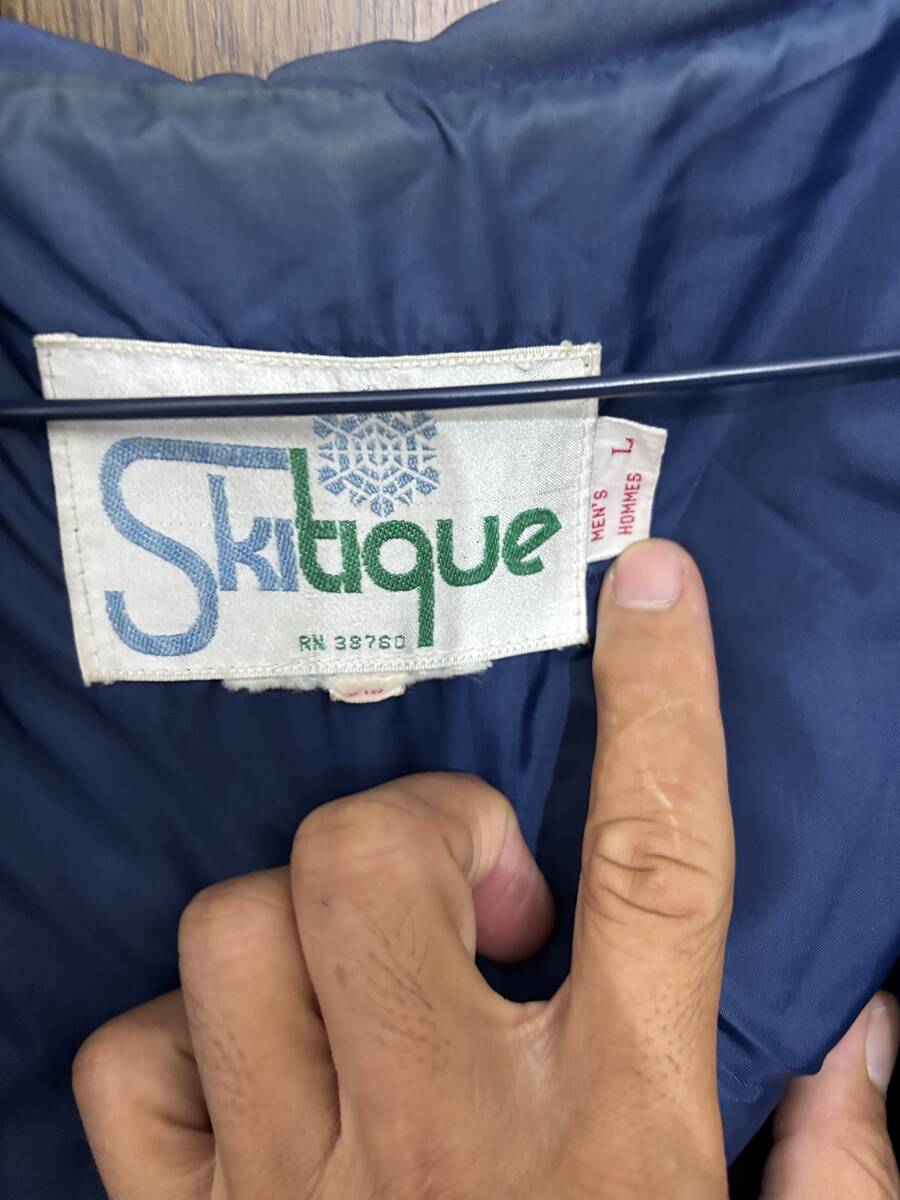 Skitique
RN 38760
MEN'S
HOMMES L